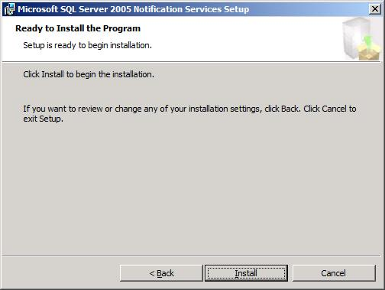 Microsoft SQL Server 2005 Notification Services Setup
Ready to Install the Program
Setup is ready to begin installation.
Click Install to begin the installation.
If you want to review or change any of your installation settings, click Back. Click Cancel to
exit Setup.
< Back Install Cancel